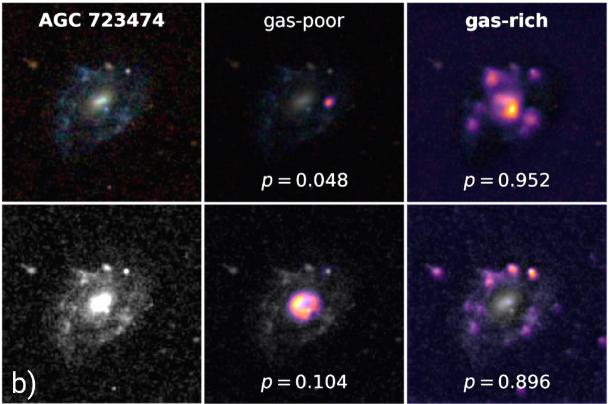 AGC 723474 gas-poor gas-rich
p = 0.048 p = 0.952
b) p = 0.104 p = 0.896